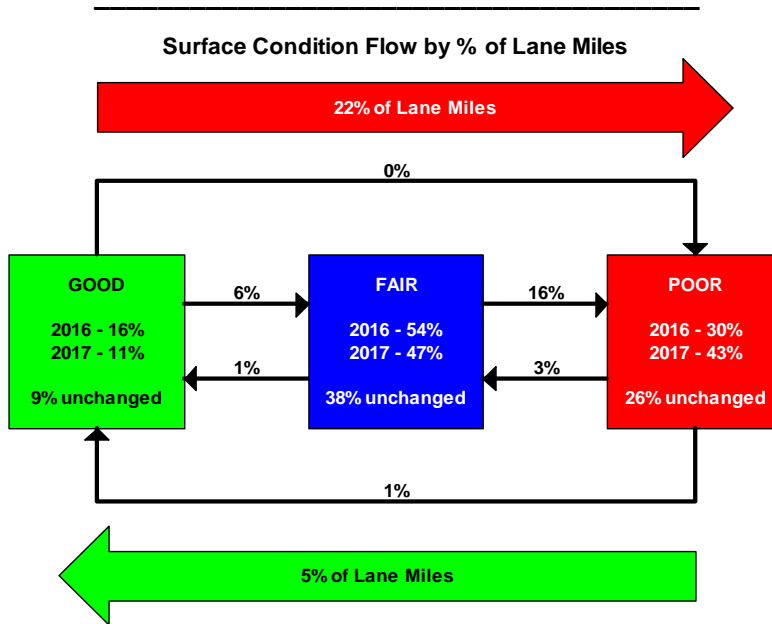 Surface Condition Flow by % of Lane Miles
22% of Lane Miles
0%
GOOD
2016 - 16%
2017 - 11%
9% unchanged
6%
1%
FAIR
2016 - 54%
2017 - 47%
38% unchanged
16%
3%
POOR
2016 - 30%
2017 - 43%
26% unchanged
1%
5% of Lane Miles